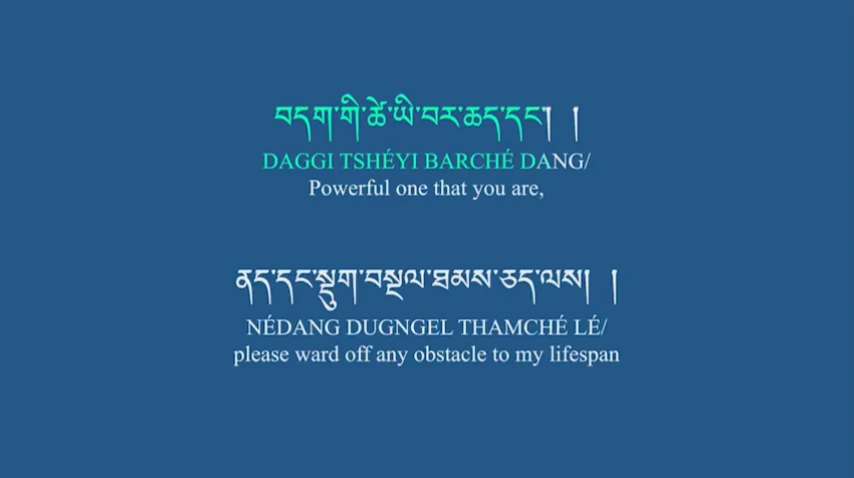 བདག་གི་ཚེ་ཡི་བར་ཆད་དང་། །
DAGGI TSHÉYI BARCHÉ DANG/
Powerful one that you are,
ནད་དང་སྡུག་བསྔལ་ཐམས་ཅད་ལས། །
NÉDANG DUGNGEL THAMCHÉ LÉ/
please ward off any obstacle to my lifespan